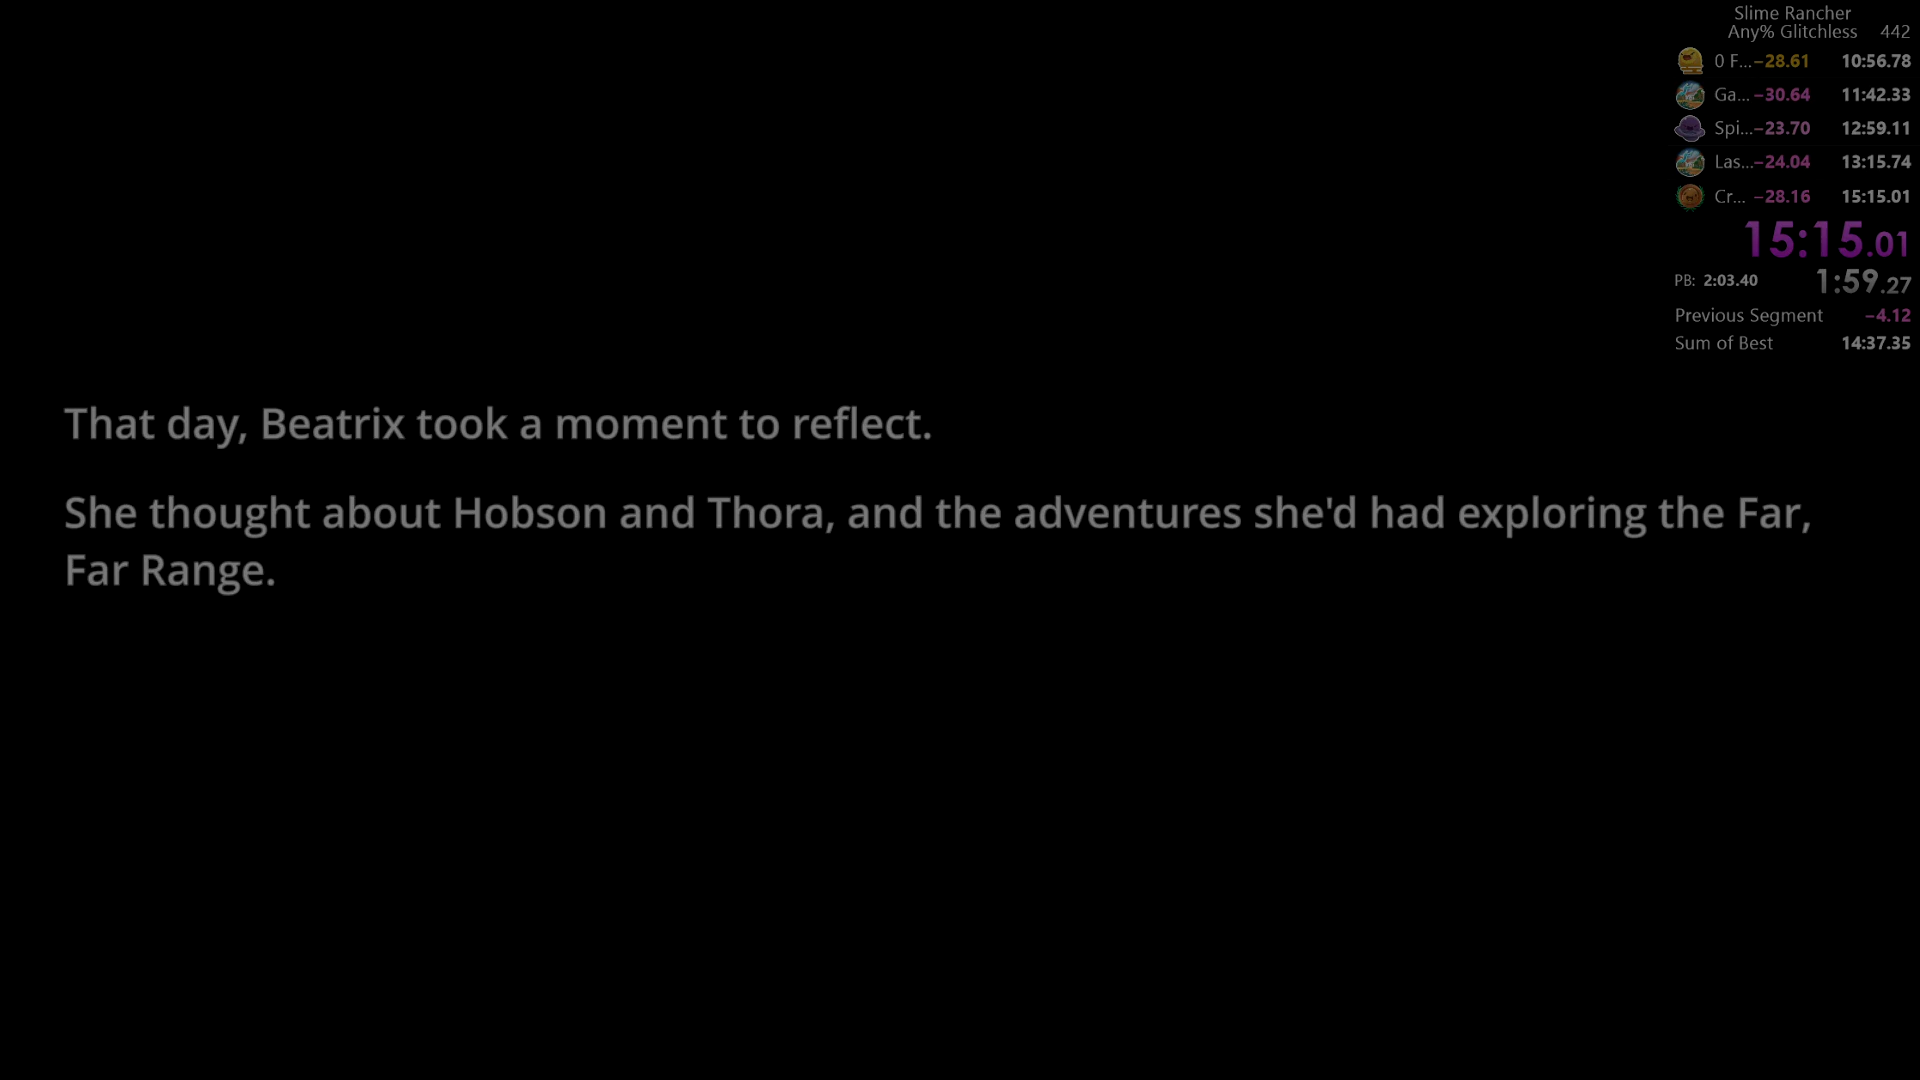 Slime Rancher
Any% Glitchless 442
0 F... −28.61 10:56.78
Ga... −30.64 11:42.33
Spi... −23.70 12:59.11
Las... −24.04 13:15.74
Cr... −28.16 15:15.01
15:15.01
PB: 2:03.40 1:59.27
Previous Segment −4.12
Sum of Best 14:37.35
That day, Beatrix took a moment to reflect.
She thought about Hobson and Thora, and the adventures she'd had exploring the Far,
Far Range.